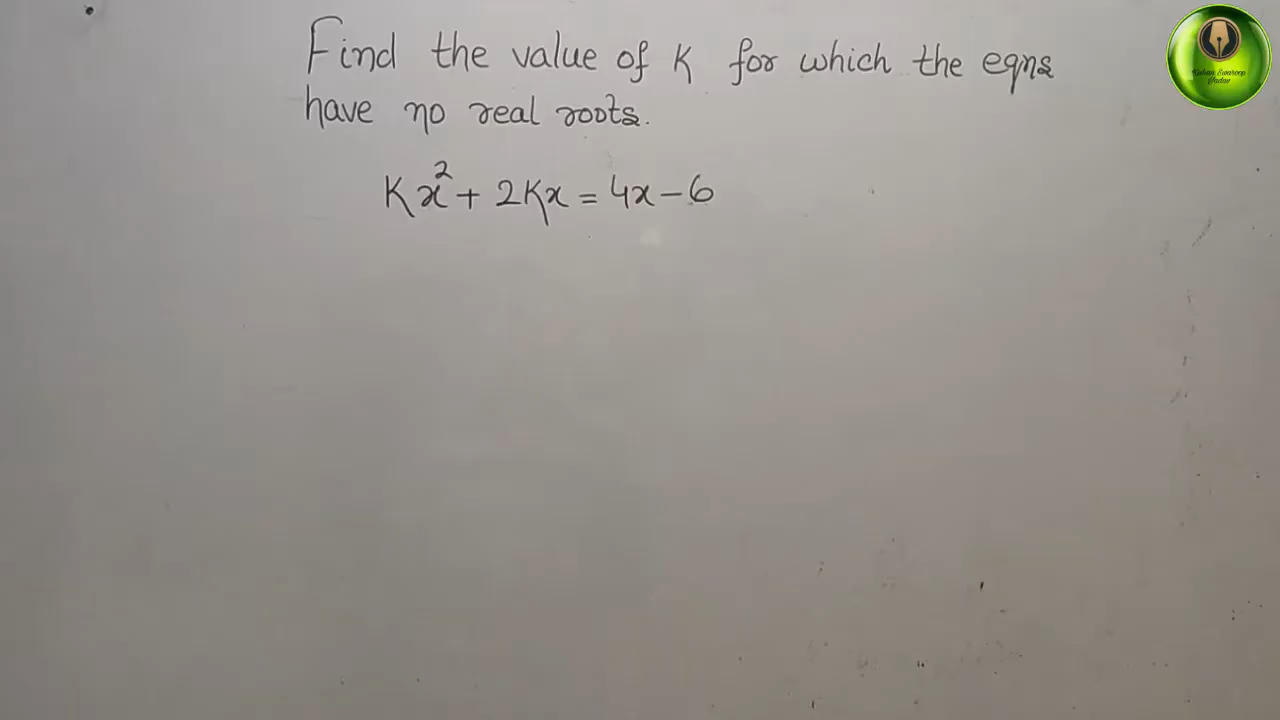 Find the value of K for which the eqns
have no real roots.
Kx² + 2Kx = 4x - 6